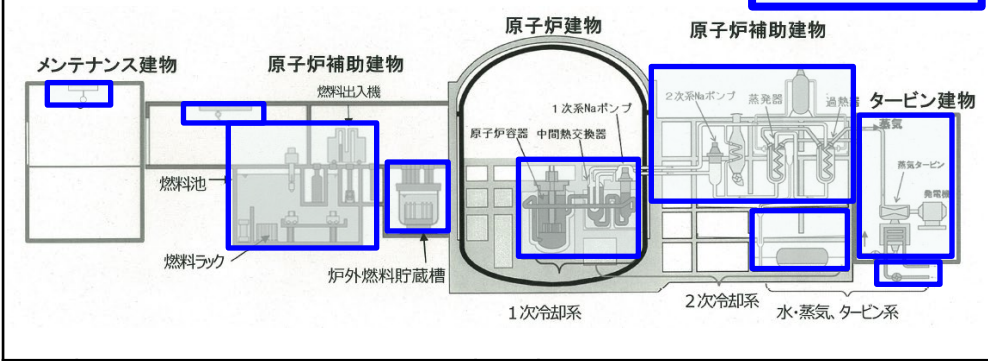 原子炉建物
原子炉補助建物
メンテナンス建物
原子炉補助建物
燃料出入機
2次系Naポンプ
蒸発器
過熱器
タービン建物
1次系Naポンプ
蒸気
原子炉容器
中間熱交換器
蒸気タービン
発電機
燃料池
燃料ラック
炉外燃料貯蔵槽
1次冷却系
2次冷却系
水・蒸気、タービン系